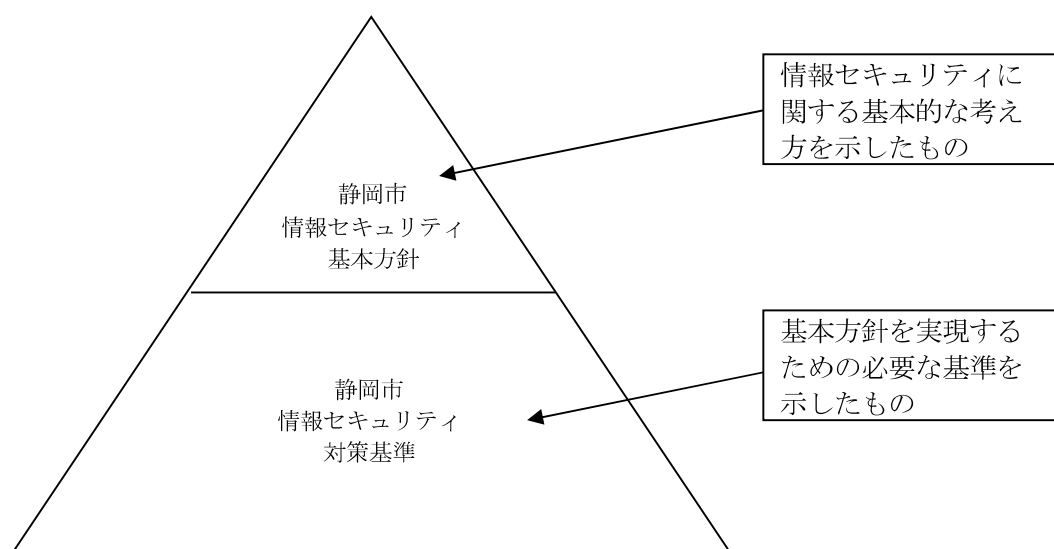 情報セキュリティに
関する基本的な考え
方を示したもの
静岡市
情報セキュリティ
基本方針
基本方針を実現する
ための必要な基準を
示したもの
静岡市
情報セキュリティ
対策基準